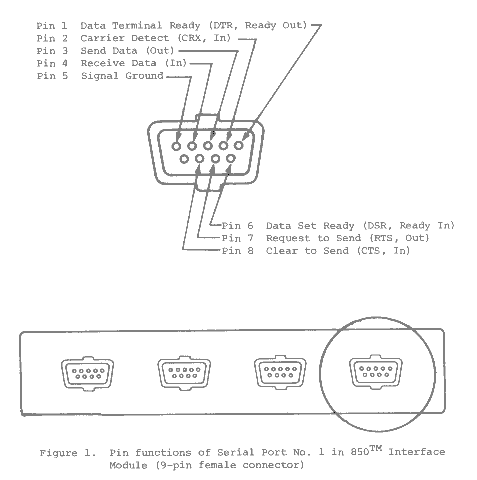 Pin 1  Data Terminal Ready (DTR, Ready Out)
Pin 2  Carrier Detect (CRX, In)
Pin 3  Send Data (Out)
Pin 4  Receive Data (In)
Pin 5  Signal Ground
Pin 6  Data Set Ready (DSR, Ready In)
Pin 7  Request to Send (RTS, Out)
Pin 8  Clear to Send (CTS, In)
Figure 1.  Pin functions of Serial Port No. 1 in 850™ Interface
Module (9-pin female connector)